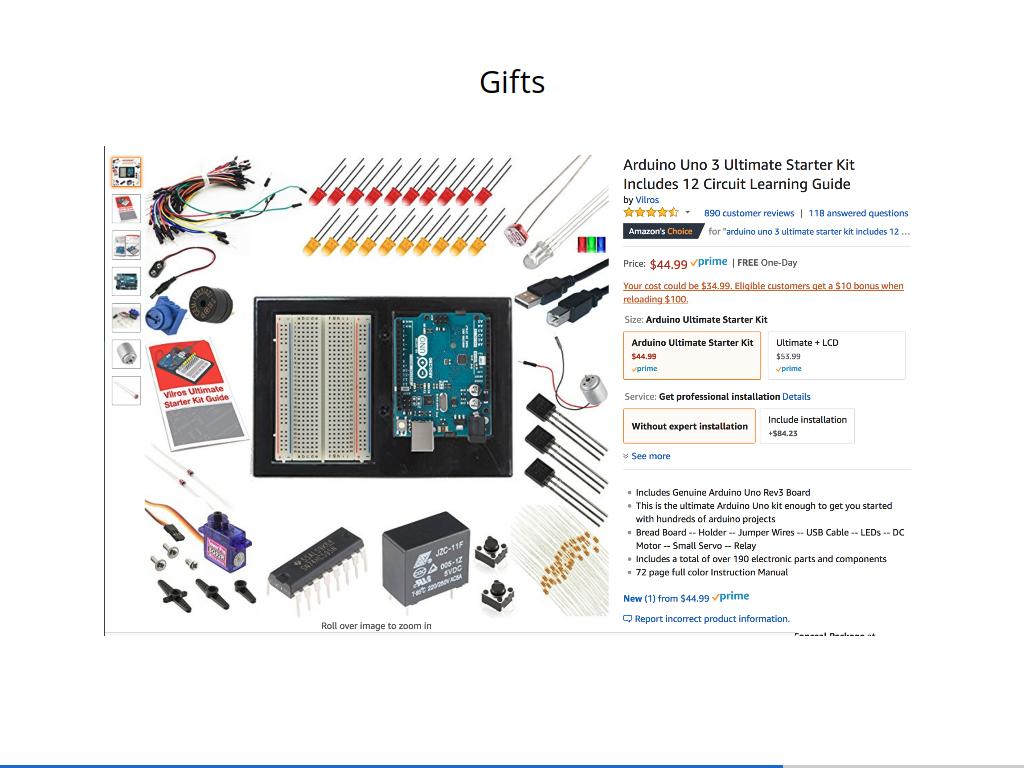 Gifts
Arduino Uno 3 Ultimate Starter Kit
Includes 12 Circuit Learning Guide
by Vilros
890 customer reviews | 118 answered questions
Amazon's Choice for "arduino uno 3 ultimate starter kit includes 12 ...
Price: $44.99 prime | FREE One-Day
Your cost could be $34.99. Eligible customers get a $10 bonus when
reloading $100.
Size: Arduino Ultimate Starter Kit
Arduino Ultimate Starter Kit
$44.99
prime
Ultimate + LCD
$53.99
prime
Service: Get professional installation Details
Without expert installation
Include installation
+$84.23
See more
Includes Genuine Arduino Uno Rev3 Board
This is the ultimate Arduino Uno kit enough to get you started
with hundreds of arduino projects
Bread Board -- Holder -- Jumper Wires -- USB Cable -- LEDs -- DC
Motor -- Small Servo -- Relay
Includes a total of over 190 electronic parts and components
72 page full color Instruction Manual
New (1) from $44.99 prime
Report incorrect product information.
Vilros Ultimate
Starter Kit Guide
UNO
ARDUINO
JZC-11F
5VDC
Roll over image to zoom in